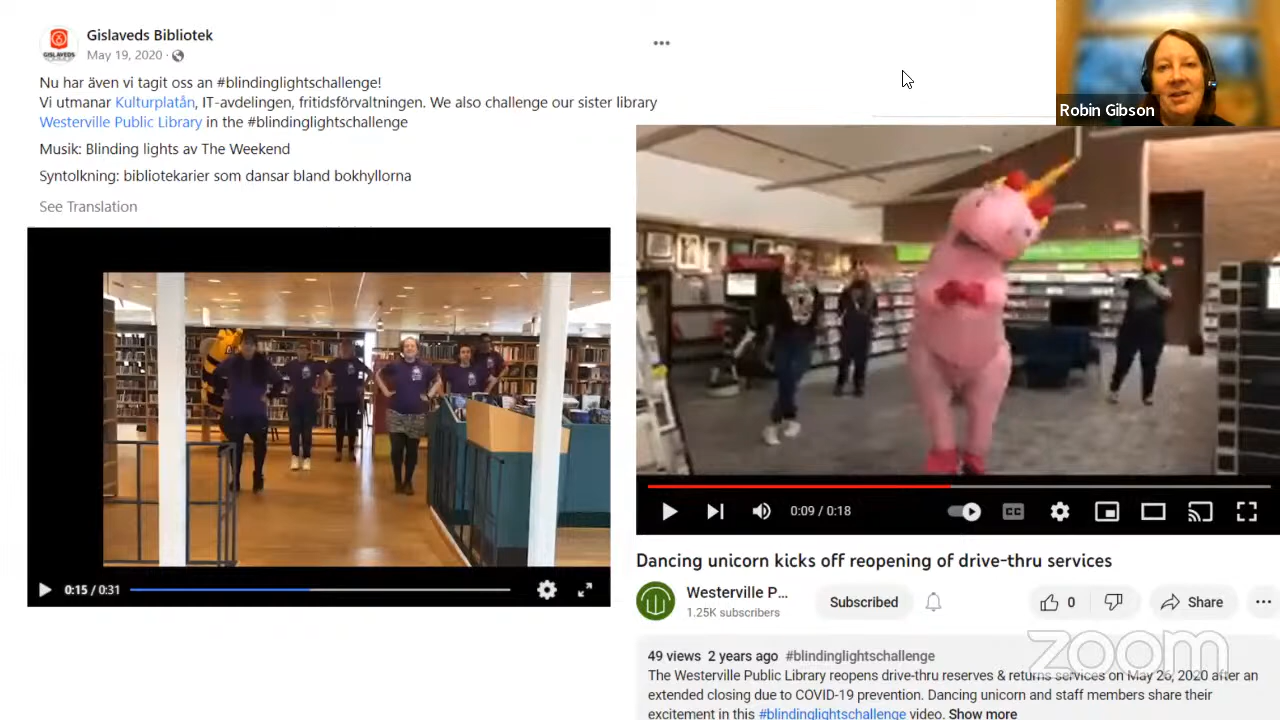 Gislaveds Bibliotek
May 19, 2020 ·
Nu har även vi tagit oss an #blindinglightschallenge!
Vi utmanar Kulturplatån, IT-avdelingen, fritidsförvaltningen. We also challenge our sister library
Westerville Public Library in the #blindinglightschallenge
Musik: Blinding lights av The Weekend
Syntolkning: bibliotekarier som dansar bland bokhyllorna
See Translation
GISLAVEDS
0:15 / 0:31
Robin Gibson
0:09 / 0:18
CC
Dancing unicorn kicks off reopening of drive-thru services
Westerville P...
1.25K subscribers
Subscribed
0
Share
zoom
49 views 2 years ago #blindinglightschallenge
The Westerville Public Library reopens drive-thru reserves & returns services on May 26, 2020 after an
extended closing due to COVID-19 prevention. Dancing unicorn and staff members share their
excitement in this #blindinglightschallenge video. Show more